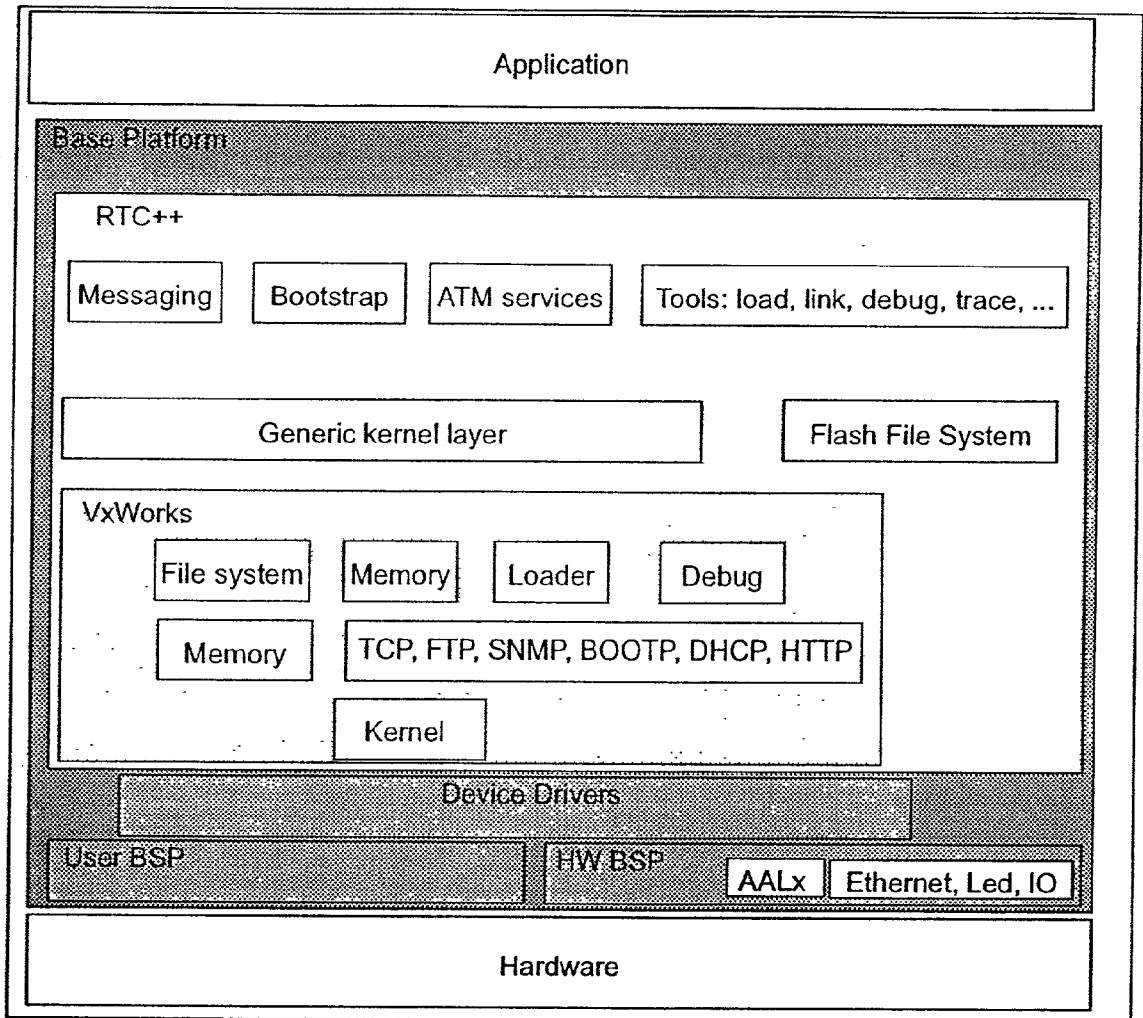 Application
Base Platform
RTC++
Messaging
Bootstrap
ATM services
Tools: load, link, debug, trace, ...
Generic kernel layer
Flash File System
VxWorks
File system
Memory
Loader
Debug
Memory
TCP, FTP, SNMP, BOOTP, DHCP, HTTP
Kernel
Device Drivers
User BSP
HW BSP
AALx
Ethernet, Led, IO
Hardware